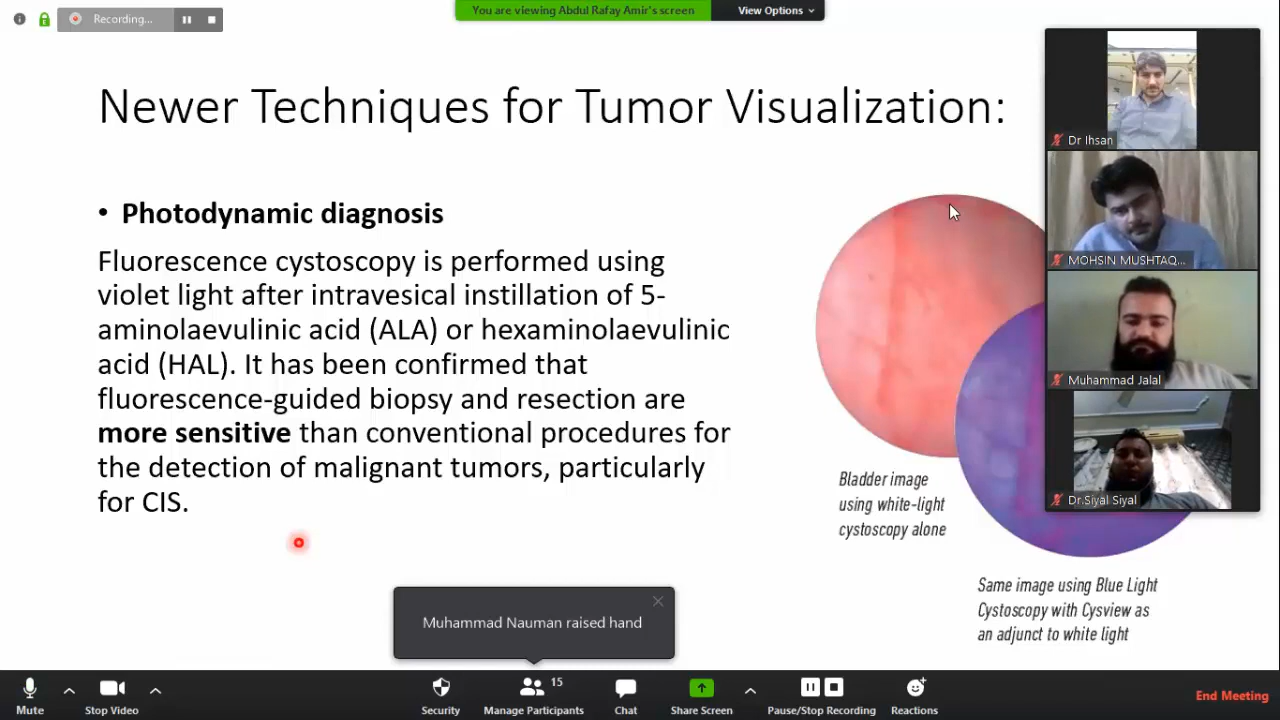 Recording...
You are viewing Abdul Rafay Amir's screen
View Options
Newer Techniques for Tumor Visualization:
• Photodynamic diagnosis
Fluorescence cystoscopy is performed using
violet light after intravesical instillation of 5-
aminolaevulinic acid (ALA) or hexaminolaevulinic
acid (HAL). It has been confirmed that
fluorescence-guided biopsy and resection are
more sensitive than conventional procedures for
the detection of malignant tumors, particularly
for CIS.
Bladder image
using white-light
cystoscopy alone
Same image using Blue Light
Cystoscopy with Cysview as
an adjunct to white light
Dr Ihsan
MOHSIN MUSHTAQ...
Muhammad Jalal
Dr.Siyal Siyal
Muhammad Nauman raised hand
Mute
Stop Video
Security
15
Manage Participants
Chat
Share Screen
Pause/Stop Recording
Reactions
End Meeting